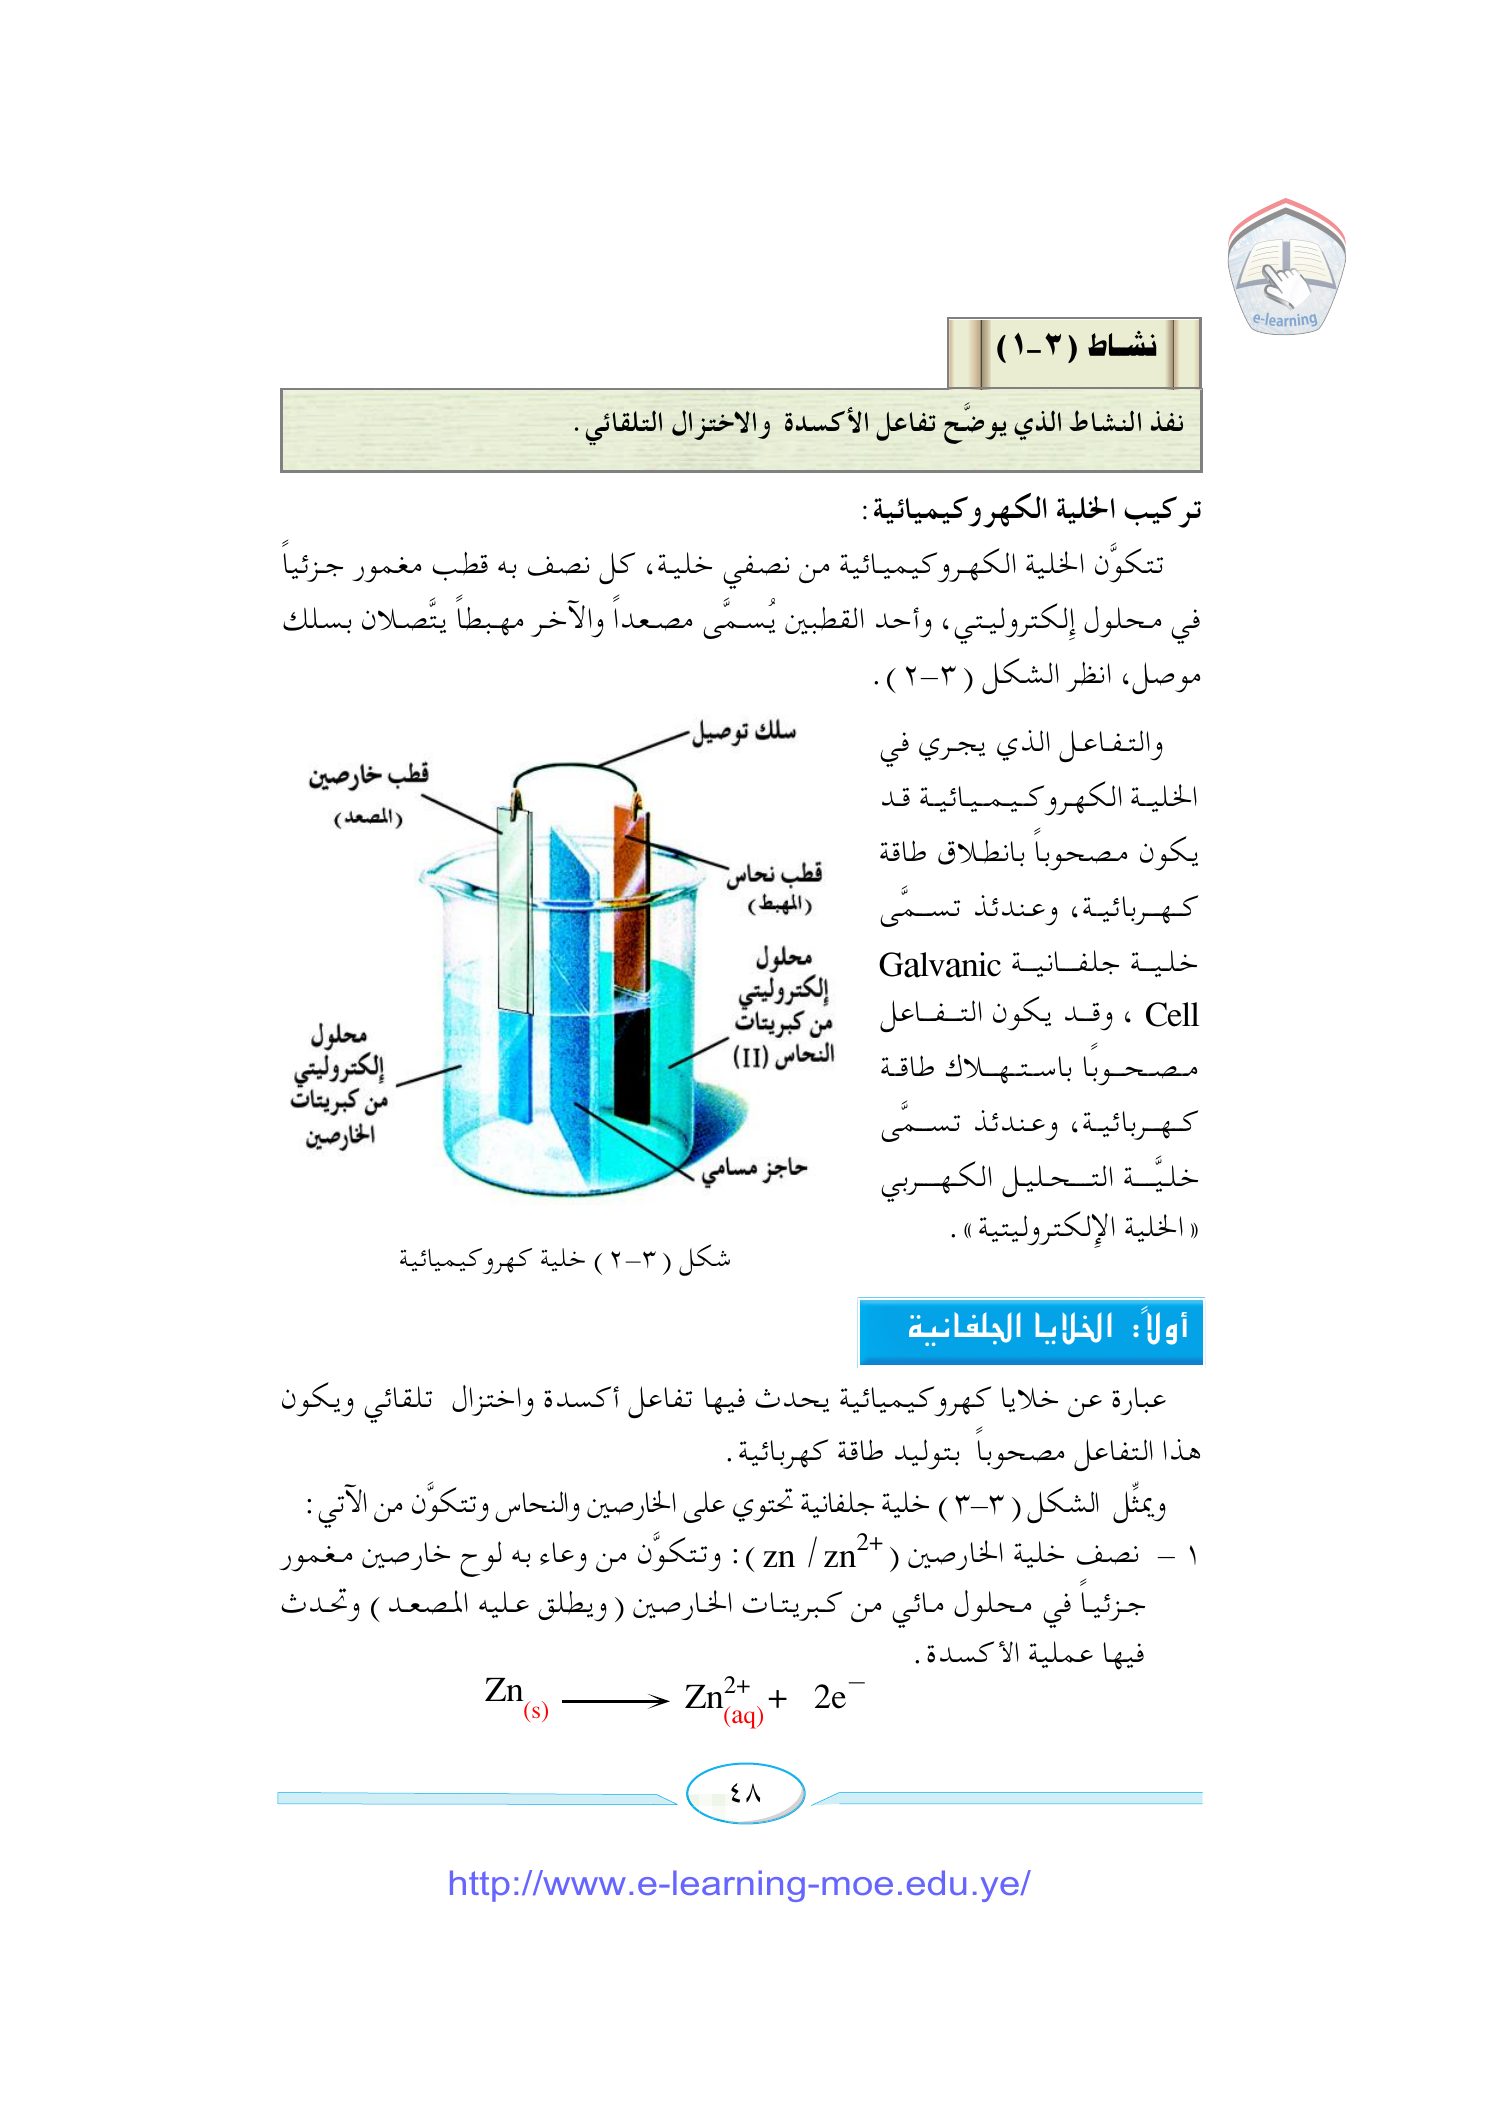 e-learning
نشـاط (٣-١)
نفذ النشاط الذي يوضَّح تفاعل الأكسدة والاختزال التلقائي.
تركيب الخلية الكهروكيميائية:
تتكوَّن الخلية الكهروكيميائية من نصفي خلية، كل نصف به قطب مغمور جزئياً
في محلول إلكتروليتي، وأحد القطبين يُسمَّى مصعداً والآخر مهبطاً يتَّصلان بسلك
موصل، انظر الشكل (٣-٢).
والتفاعل الذي يجري في
الخلية الكهروكيميائية قد
يكون مصحوباً بانطلاق طاقة
كهربائية، وعندئذ تسمَّى
خلية جلفانية Galvanic
Cell ، وقد يكون التفاعل
مصحوبًا باستهلاك طاقة
كهربائية، وعندئذ تسمَّى
خليَّة التحليل الكهربي
«الخلية الإلكتروليتية».
سلك توصيل
قطب خارصين
(المصعد)
قطب نحاس
(المهبط)
محلول
إلكتروليتي
من كبريتات
النحاس (II)
محلول
إلكتروليتي
من كبريتات
الخارصين
حاجز مسامي
شكل (٣-٢) خلية كهروكيميائية
أولاً: الخلايا الجلفانية
عبارة عن خلايا كهروكيميائية يحدث فيها تفاعل أكسدة واختزال تلقائي ويكون
هذا التفاعل مصحوباً بتوليد طاقة كهربائية.
ويمثِّل الشكل (٣-٣) خلية جلفانية تحتوي على الخارصين والنحاس وتتكوَّن من الآتي:
١ - نصف خلية الخارصين (zn / zn²⁺): وتتكوَّن من وعاء به لوح خارصين مغمور
جزئياً في محلول مائي من كبريتات الخارصين (ويطلق عليه المصعد) وتحدث
فيها عملية الأكسدة.
Zn(s) ⟶ Zn²⁺(aq) + 2e⁻
٤٨
http://www.e-learning-moe.edu.ye/